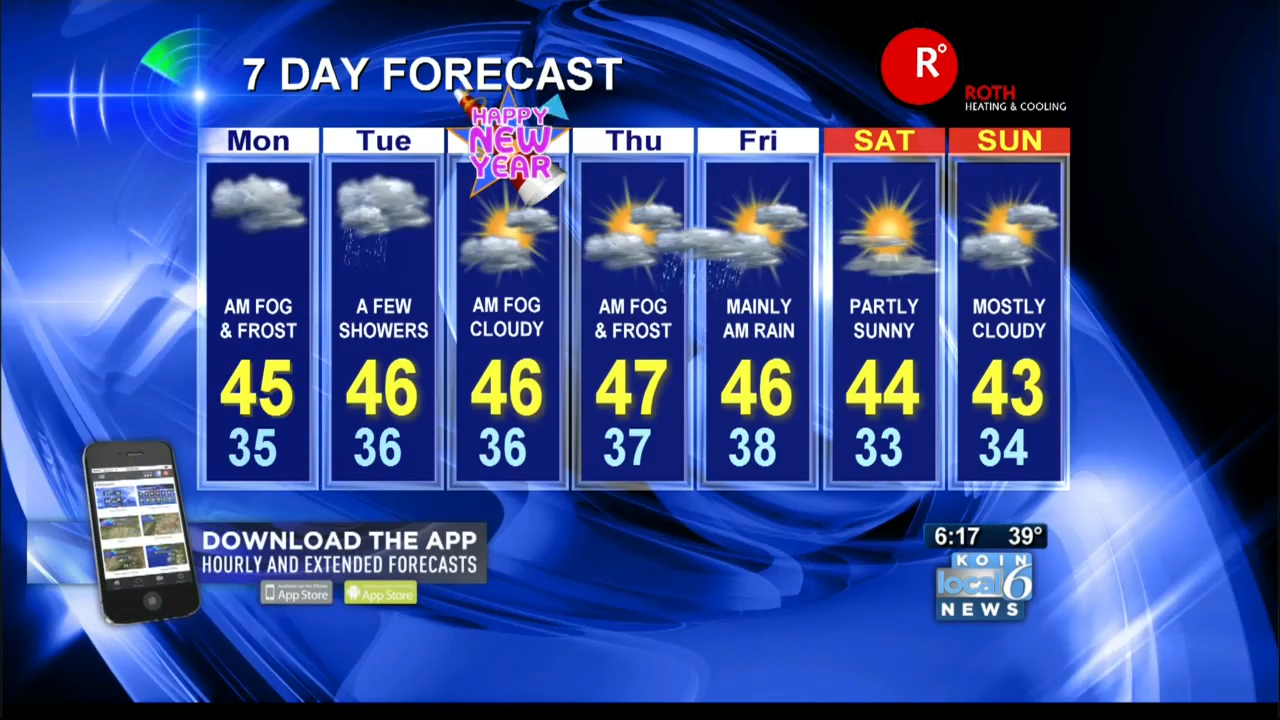 7 DAY FORECAST
R°
ROTH
HEATING & COOLING
HAPPY
NEW
YEAR
Mon
Tue
Thu
Fri
SAT
SUN
AM FOG
& FROST
A FEW
SHOWERS
AM FOG
CLOUDY
AM FOG
& FROST
MAINLY
AM RAIN
PARTLY
SUNNY
MOSTLY
CLOUDY
45 46 46 47 46 44 43
35 36 36 37 38 33 34
DOWNLOAD THE APP
HOURLY AND EXTENDED FORECASTS
App Store
App Store
6:17 39°
KOIN
local 6
NEWS